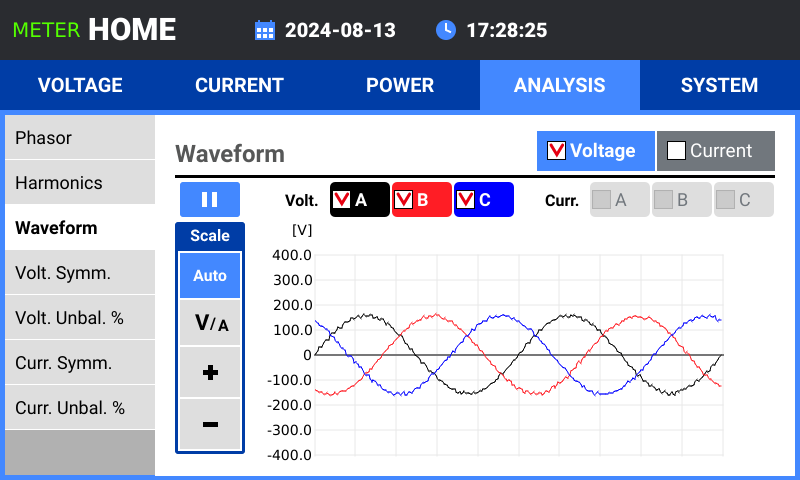 METER HOME 2024-08-13 17:28:25
VOLTAGE CURRENT POWER ANALYSIS SYSTEM
Phasor
Harmonics
Waveform
Volt. Symm.
Volt. Unbal. %
Curr. Symm.
Curr. Unbal. %
Waveform Voltage Current
Volt. A B C Curr. A B C
Scale
Auto
V/A
+
−
[V]
400.0
300.0
200.0
100.0
0
-100.0
-200.0
-300.0
-400.0